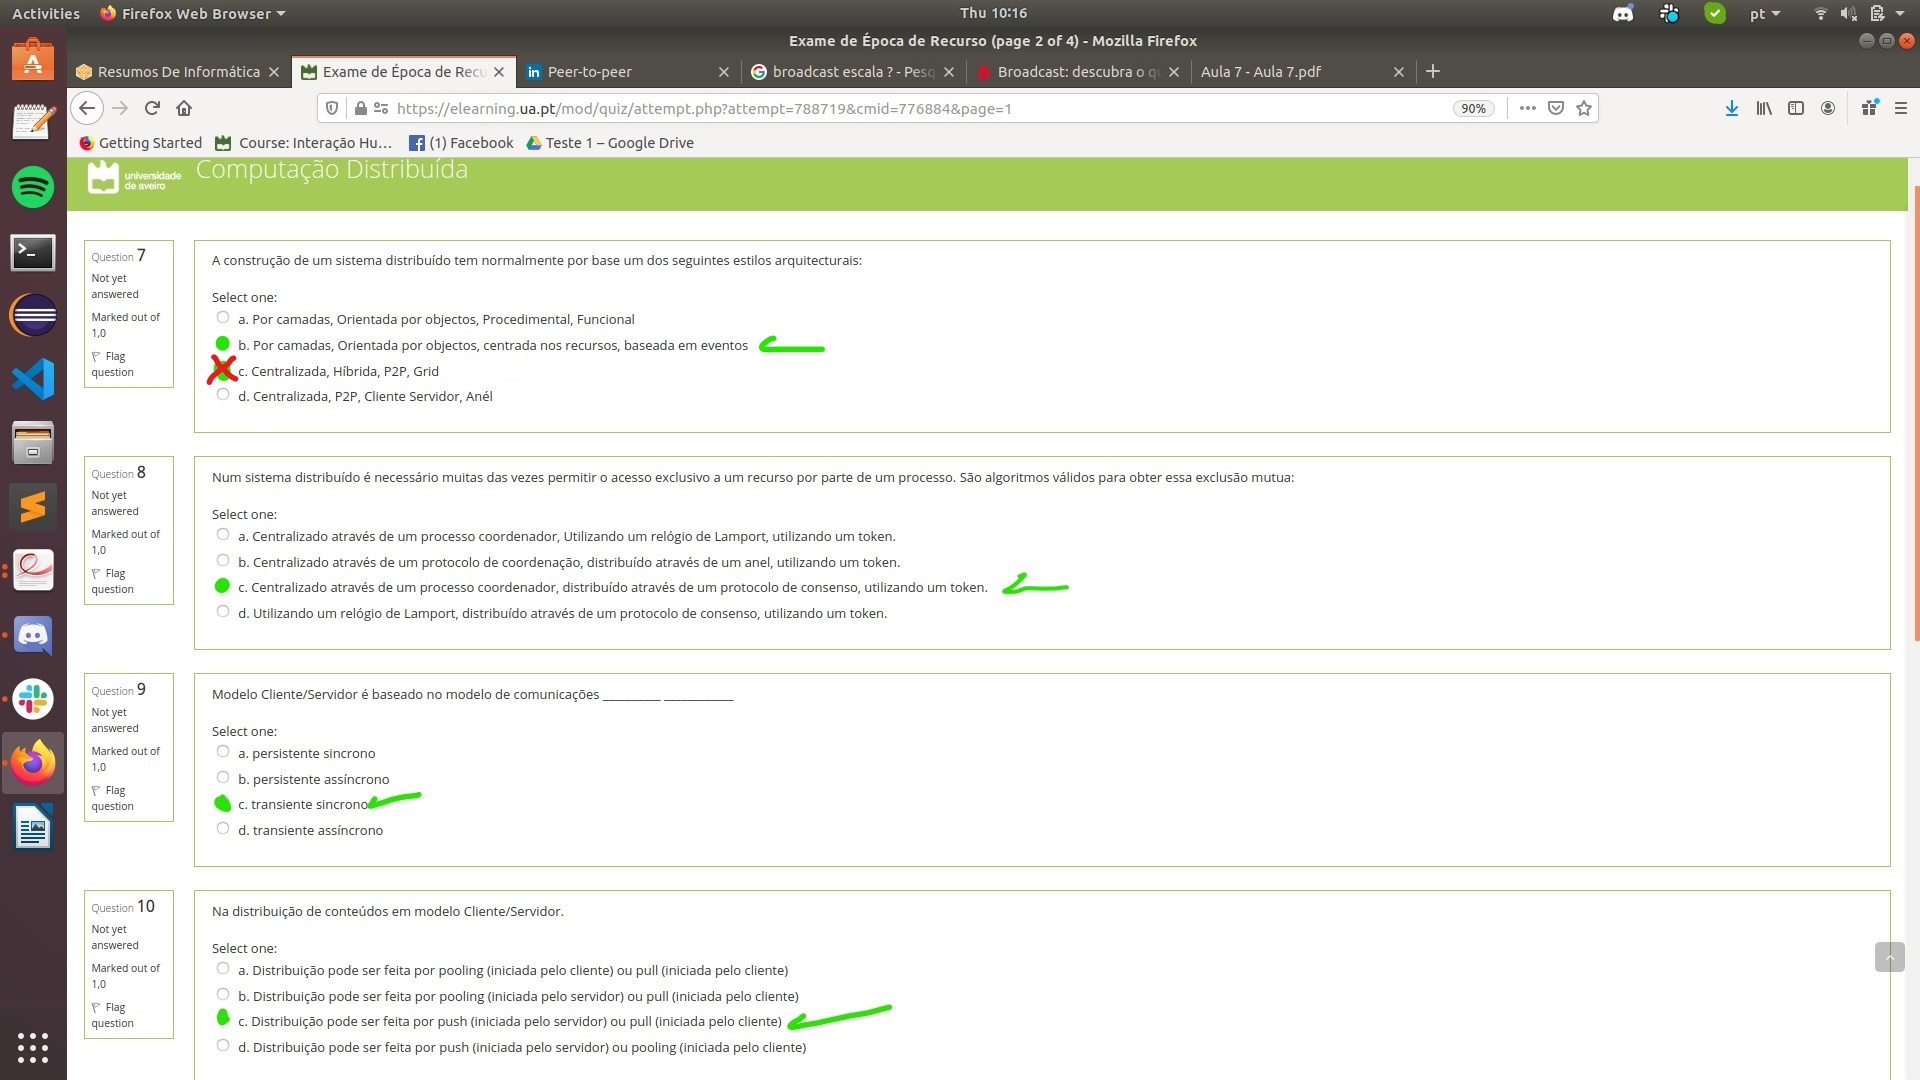 Activities Firefox Web Browser Thu 10:16 pt
Exame de Época de Recurso (page 2 of 4) - Mozilla Firefox
Resumos De Informática Exame de Época de Recu Peer-to-peer broadcast escala ? - Pesq Broadcast: descubra o q Aula 7 - Aula 7.pdf
https://elearning.ua.pt/mod/quiz/attempt.php?attempt=788719&cmid=776884&page=1 90%
Getting Started Course: Interação Hu... (1) Facebook Teste 1 – Google Drive
universidade de aveiro Computação Distribuída
Question 7
Not yet
answered
Marked out of
1,0
Flag
question
A construção de um sistema distribuído tem normalmente por base um dos seguintes estilos arquitecturais:
Select one:
a. Por camadas, Orientada por objectos, Procedimental, Funcional
b. Por camadas, Orientada por objectos, centrada nos recursos, baseada em eventos
c. Centralizada, Híbrida, P2P, Grid
d. Centralizada, P2P, Cliente Servidor, Anél
Question 8
Not yet
answered
Marked out of
1,0
Flag
question
Num sistema distribuído é necessário muitas das vezes permitir o acesso exclusivo a um recurso por parte de um processo. São algoritmos válidos para obter essa exclusão mutua:
Select one:
a. Centralizado através de um processo coordenador, Utilizando um relógio de Lamport, utilizando um token.
b. Centralizado através de um protocolo de coordenação, distribuído através de um anel, utilizando um token.
c. Centralizado através de um processo coordenador, distribuído através de um protocolo de consenso, utilizando um token.
d. Utilizando um relógio de Lamport, distribuído através de um protocolo de consenso, utilizando um token.
Question 9
Not yet
answered
Marked out of
1,0
Flag
question
Modelo Cliente/Servidor é baseado no modelo de comunicações __________ ____________
Select one:
a. persistente sincrono
b. persistente assíncrono
c. transiente sincrono
d. transiente assíncrono
Question 10
Not yet
answered
Marked out of
1,0
Flag
question
Na distribuição de conteúdos em modelo Cliente/Servidor.
Select one:
a. Distribuição pode ser feita por pooling (iniciada pelo cliente) ou pull (iniciada pelo cliente)
b. Distribuição pode ser feita por pooling (iniciada pelo servidor) ou pull (iniciada pelo cliente)
c. Distribuição pode ser feita por push (iniciada pelo servidor) ou pull (iniciada pelo cliente)
d. Distribuição pode ser feita por push (iniciada pelo servidor) ou pooling (iniciada pelo cliente)